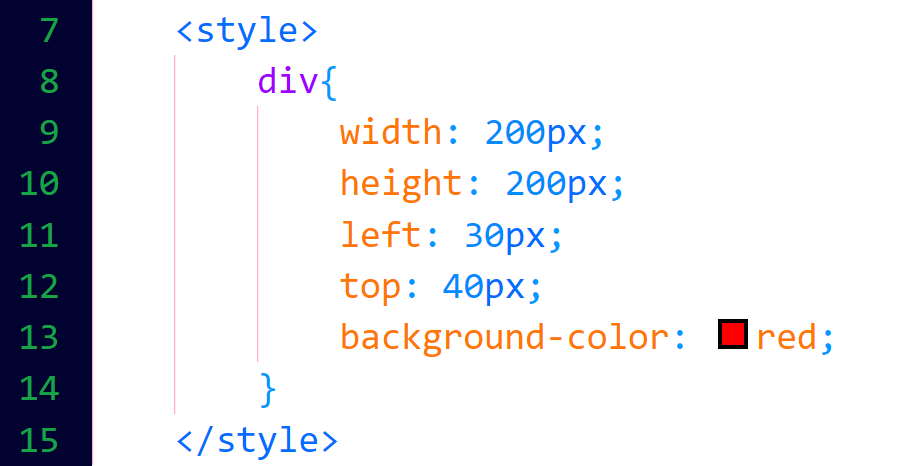 7 <style>
8 div{
9 width: 200px;
10 height: 200px;
11 left: 30px;
12 top: 40px;
13 background-color: red;
14 }
15 </style>